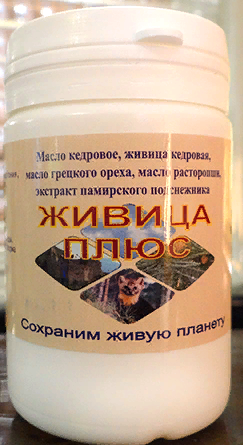 Масло кедровое, живица кедровая,
масло грецкого ореха, масло расторопши,
экстракт памирского подснежника
ЖИВИЦА
ПЛЮС
Сохраним живую планету